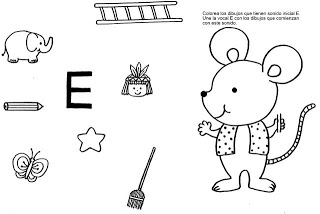 Colorea los dibujos que tienen sonido inicial E.
Une la vocal E con los dibujos que comienzan
con este sonido.
E